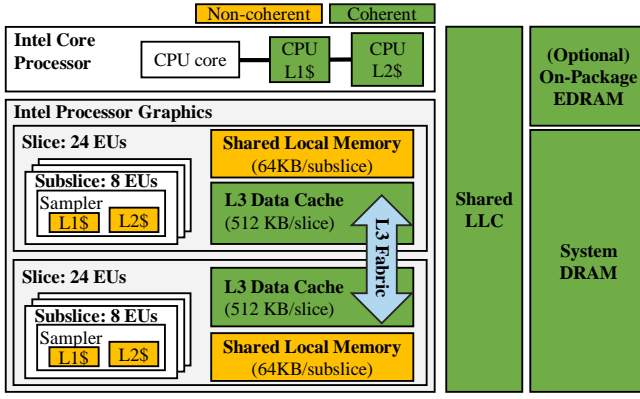 Non-coherent
Coherent
Intel Core
Processor
CPU core
CPU
L1$
CPU
L2$
Intel Processor Graphics
Slice: 24 EUs
Subslice: 8 EUs
Sampler
L1$
L2$
Shared Local Memory
(64KB/subslice)
L3 Data Cache
(512 KB/slice)
L3 Fabric
Slice: 24 EUs
Subslice: 8 EUs
Sampler
L1$
L2$
L3 Data Cache
(512 KB/slice)
Shared Local Memory
(64KB/subslice)
Shared
LLC
(Optional)
On-Package
EDRAM
System
DRAM